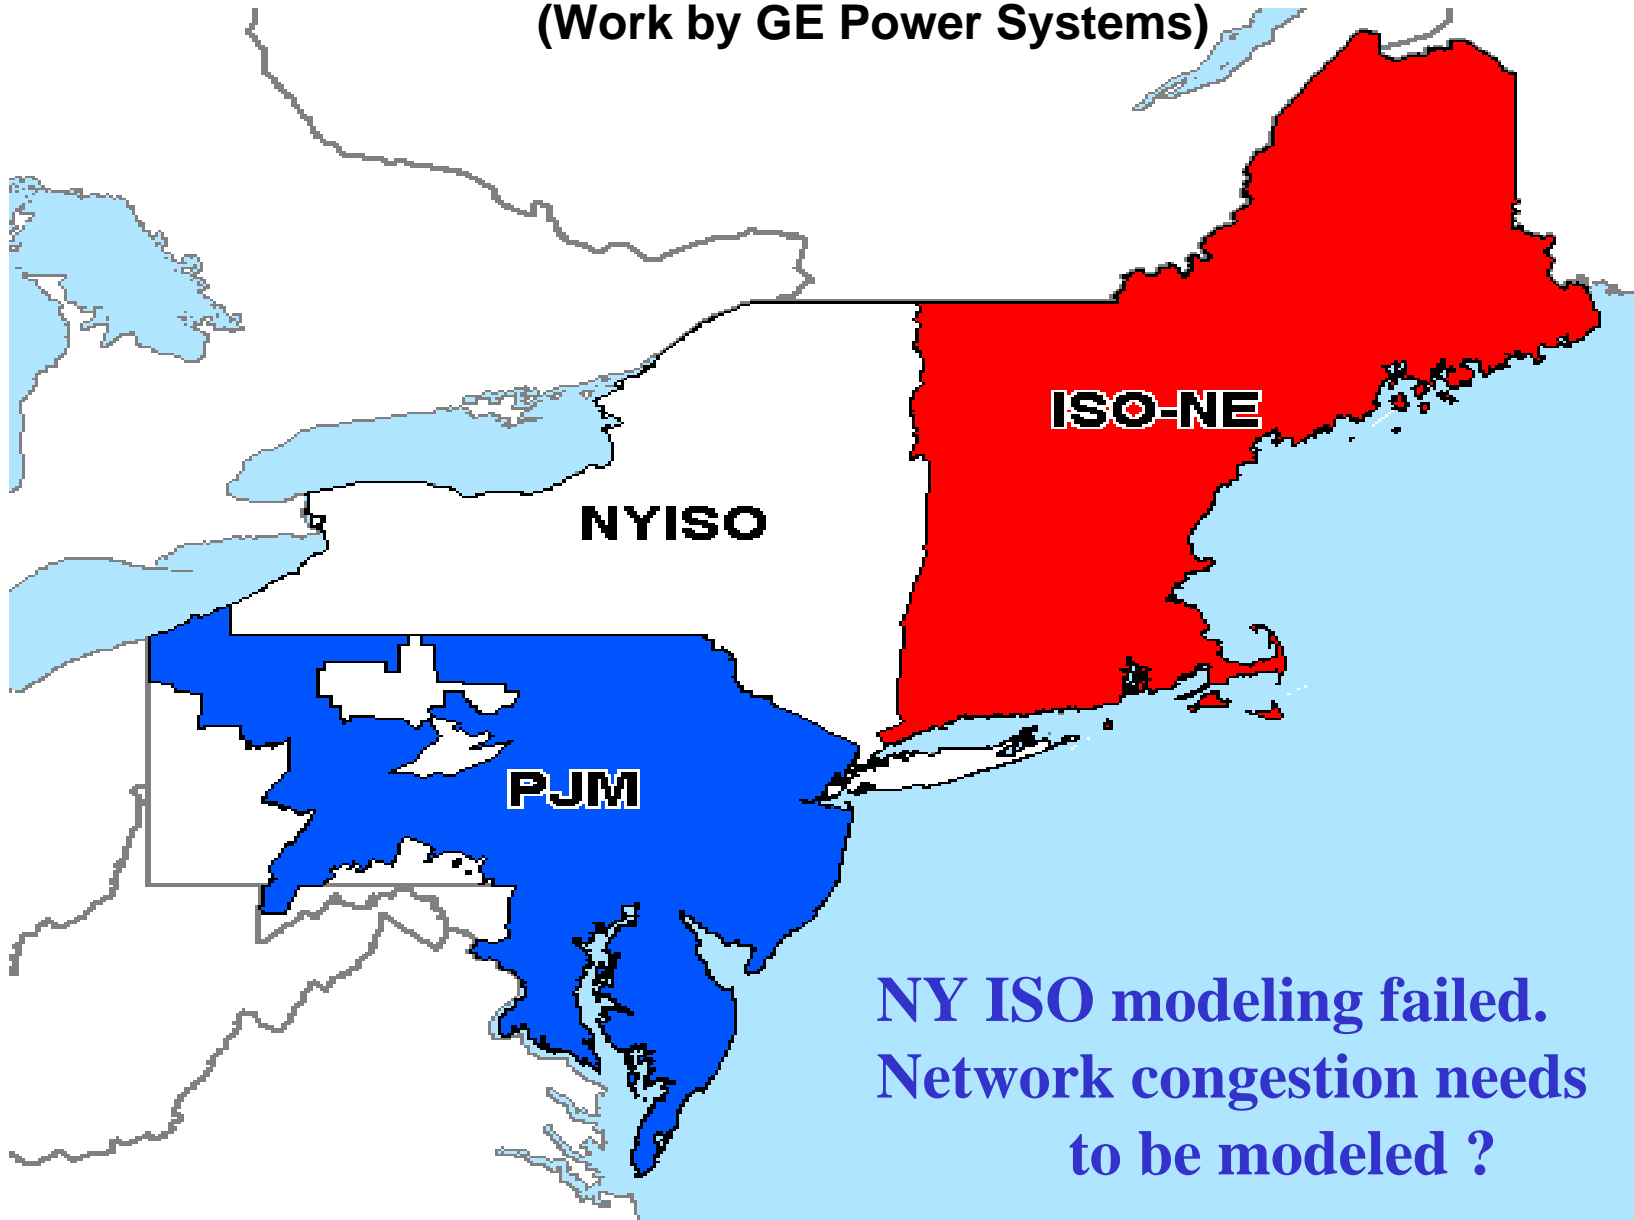 (Work by GE Power Systems)
ISO-NE
NYISO
PJM
NY ISO modeling failed.
Network congestion needs
to be modeled ?